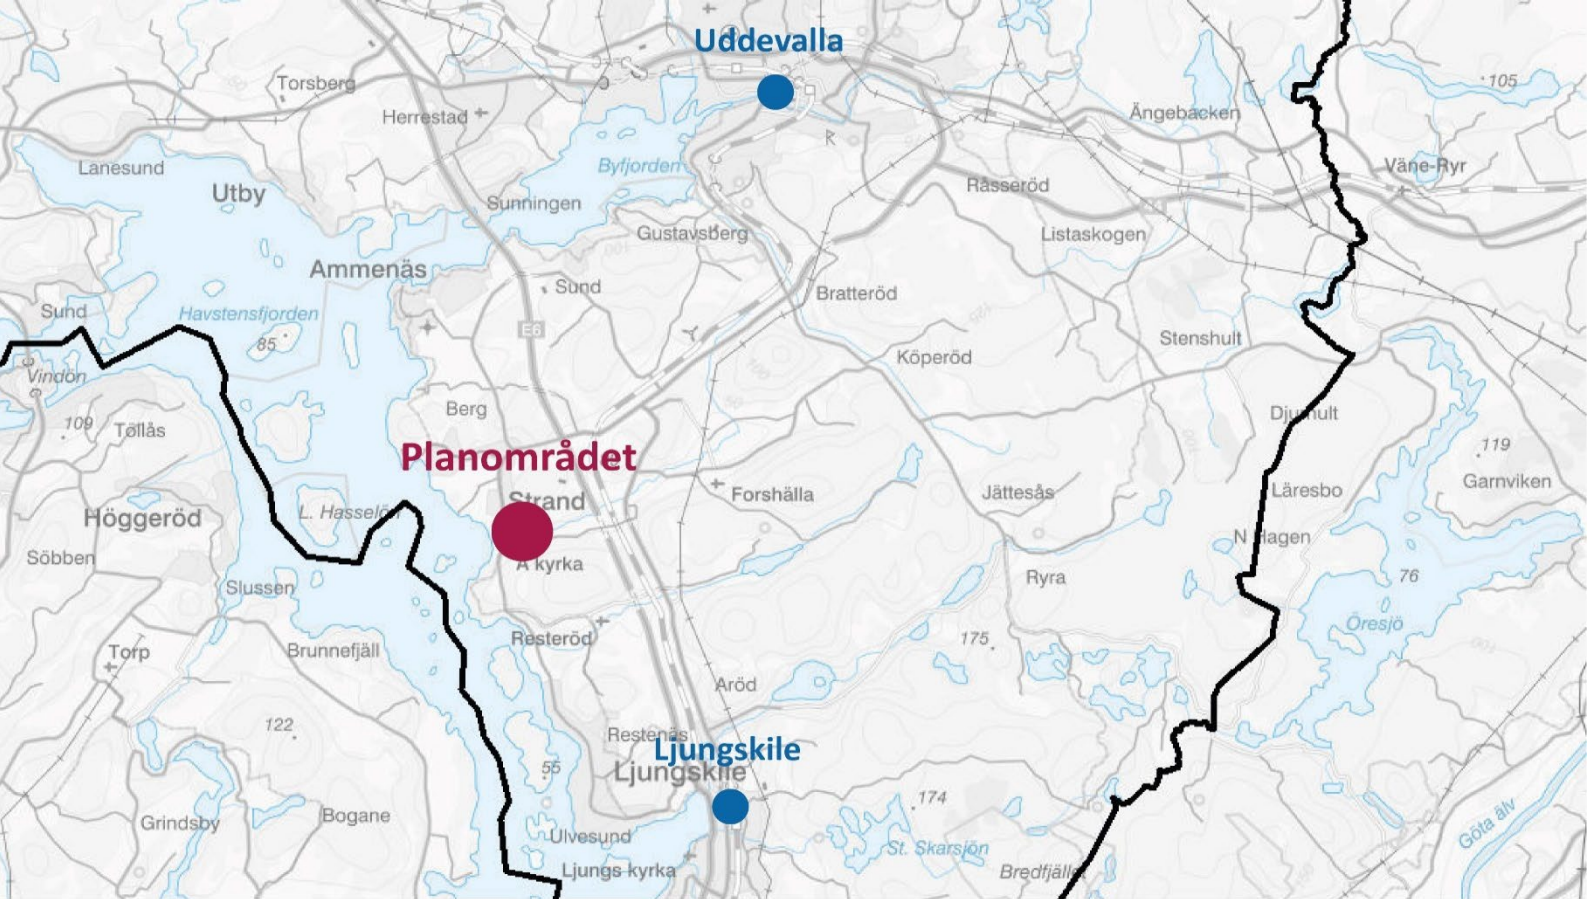 Uddevalla
Torsberg
105
Herrestad
Ängebacken
Lanesund
Byfjorden
Väne-Ryr
Utby
Råsseröd
Sunningen
Gustavsberg
Listaskogen
Ammenäs
Sund
Bratteröd
Sund
Havstensfjorden
E6
85
Stenshult
Köperöd
Vindön
Berg
109
Töllås
119
Planområdet
Garnviken
Strand
Forshälla
Jättesås
Läresbo
L. Hasselön
Höggeröd
N Hagen
Söbben
kyrka
Ryra
76
Slussen
Öresjö
Resteröd
175
Torp
Brunnefjäll
Aröd
122
Restenäs
Ljungskile
Ljungskile
55
174
Bogane
Grindsby
Göta älv
Ulvesund
St. Skarsjön
Ljungs kyrka